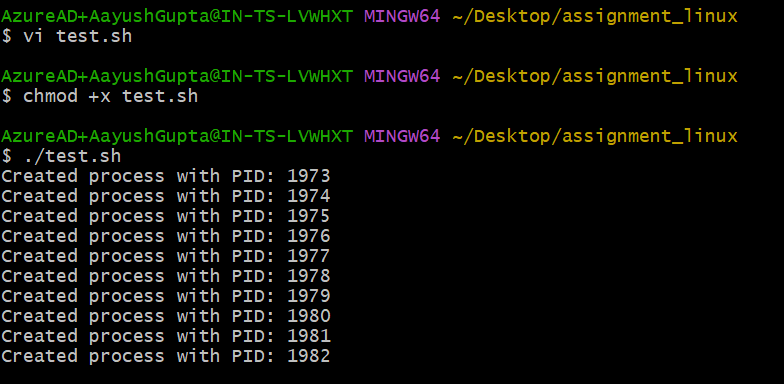 AzureAD+AayushGupta@IN-TS-LVWHXT MINGW64 ~/Desktop/assignment_linux
$ vi test.sh
AzureAD+AayushGupta@IN-TS-LVWHXT MINGW64 ~/Desktop/assignment_linux
$ chmod +x test.sh
AzureAD+AayushGupta@IN-TS-LVWHXT MINGW64 ~/Desktop/assignment_linux
$ ./test.sh
Created process with PID: 1973
Created process with PID: 1974
Created process with PID: 1975
Created process with PID: 1976
Created process with PID: 1977
Created process with PID: 1978
Created process with PID: 1979
Created process with PID: 1980
Created process with PID: 1981
Created process with PID: 1982